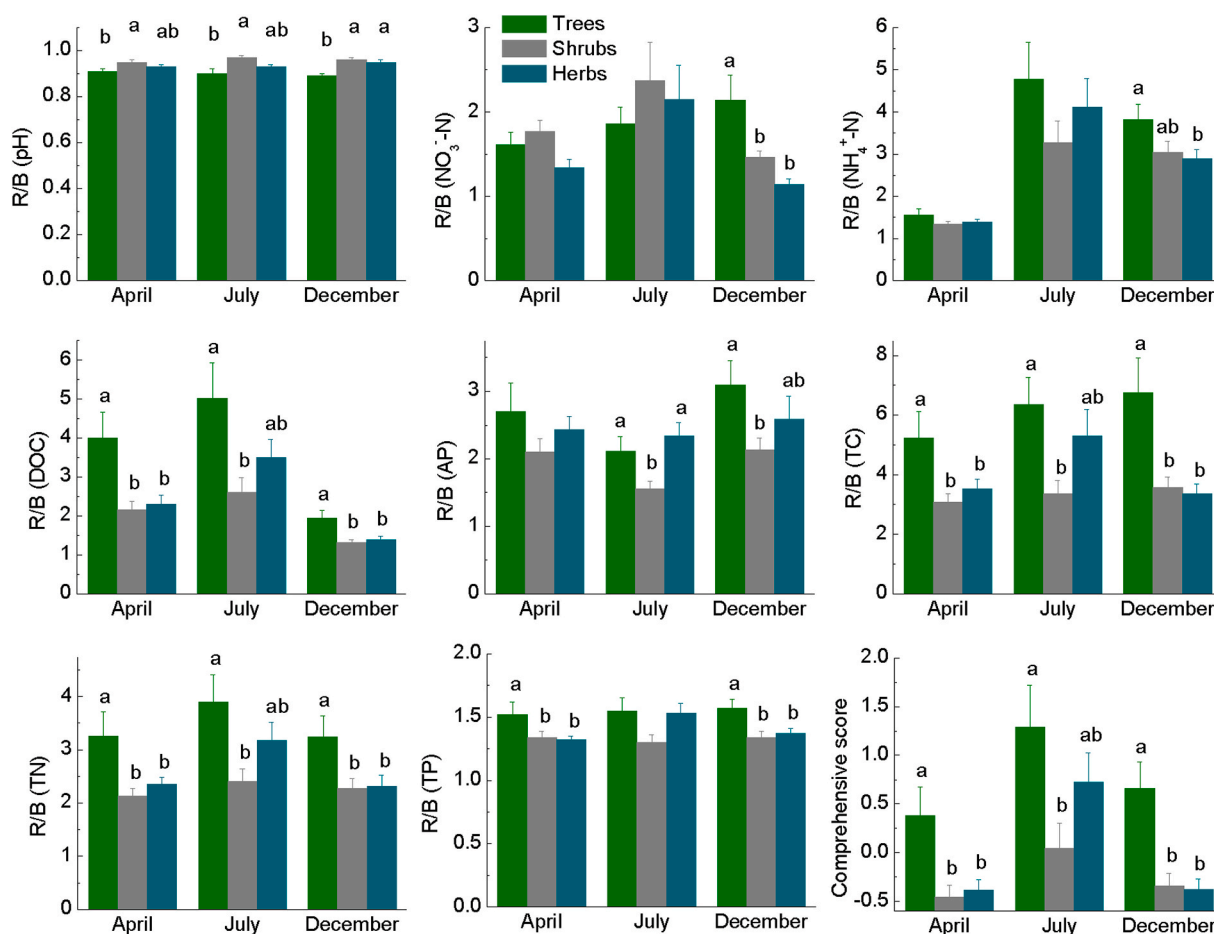 b a ab b a ab b a a
R/B (pH)
1.0
0.8
0.6
0.4
0.2
0.0
April July December
Trees
Shrubs
Herbs
a
b
b
R/B (NO₃⁻-N)
3
2
1
0
April July December
a
ab
b
R/B (NH₄⁺-N)
6
5
4
3
2
1
0
April July December
a b b a b ab a b b
R/B (DOC)
6
5
4
3
2
1
0
April July December
a b a a b ab
R/B (AP)
3
2
1
0
April July December
a b b a b ab a b b
R/B (TC)
8
6
4
2
0
April July December
a b b a b ab a b b
R/B (TN)
4
3
2
1
0
April July December
a b b a b b
R/B (TP)
2.0
1.5
1.0
0.5
0.0
April July December
a b b a b ab a b b
Comprehensive score
2.0
1.5
1.0
0.5
0.0
-0.5
April July December